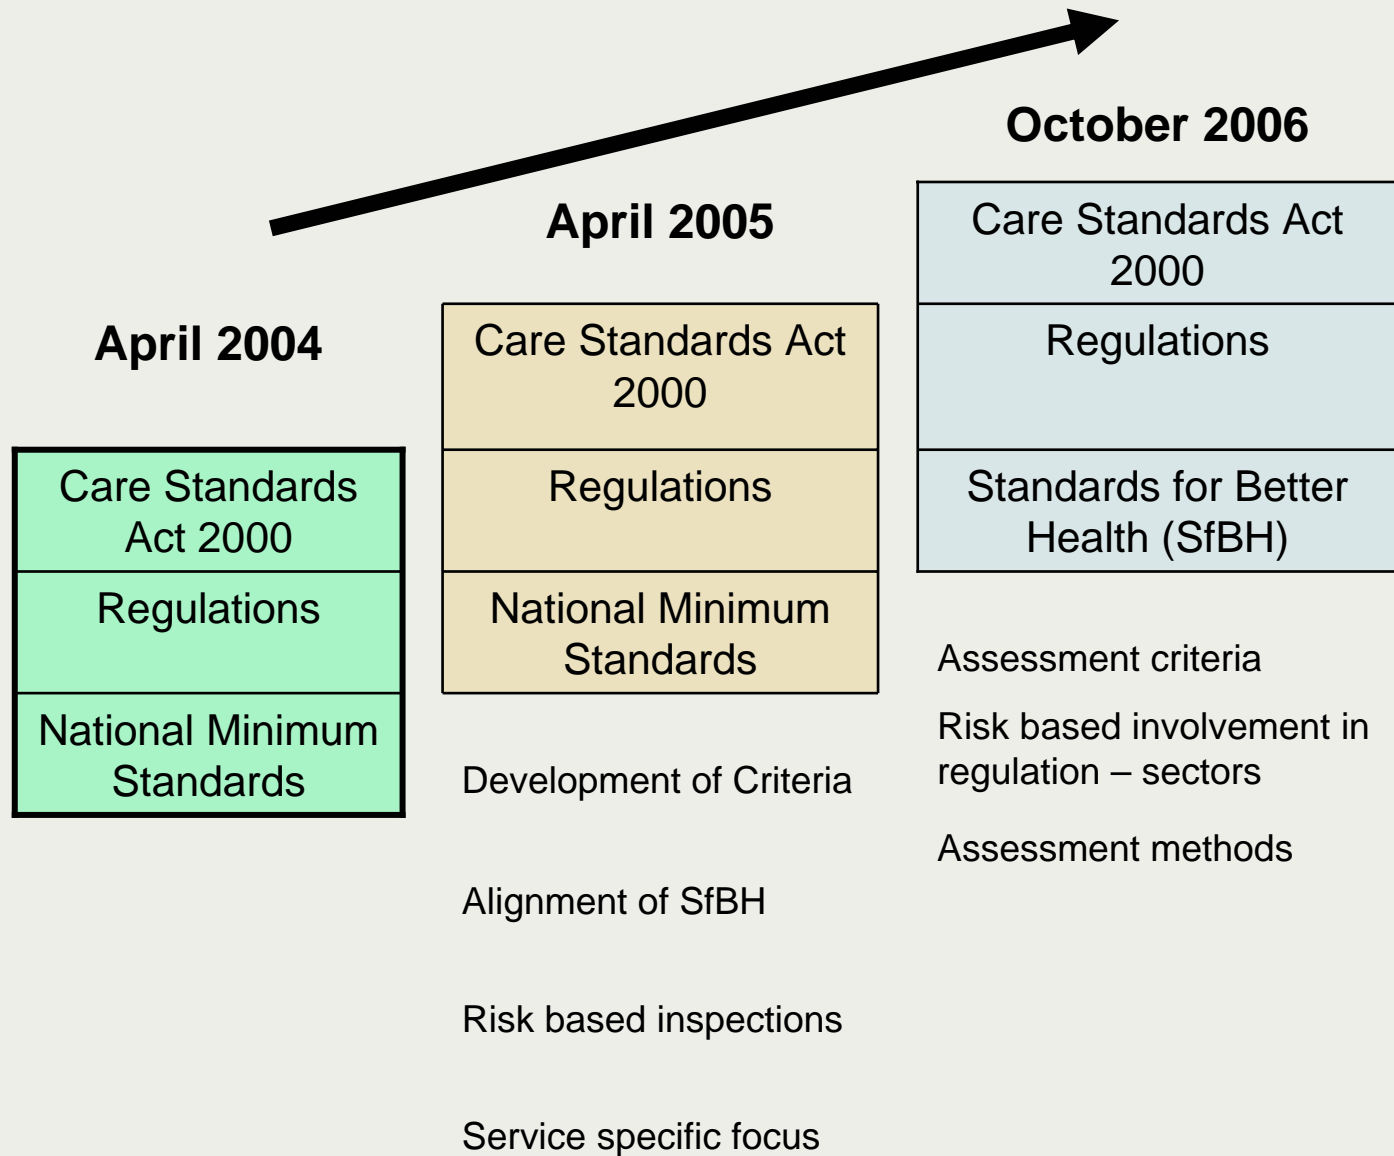 April 2004
Care Standards
Act 2000
Regulations
National Minimum
Standards
April 2005
Care Standards Act
2000
Regulations
National Minimum
Standards
Development of Criteria
Alignment of SfBH
Risk based inspections
Service specific focus
October 2006
Care Standards Act
2000
Regulations
Standards for Better
Health (SfBH)
Assessment criteria
Risk based involvement in
regulation – sectors
Assessment methods